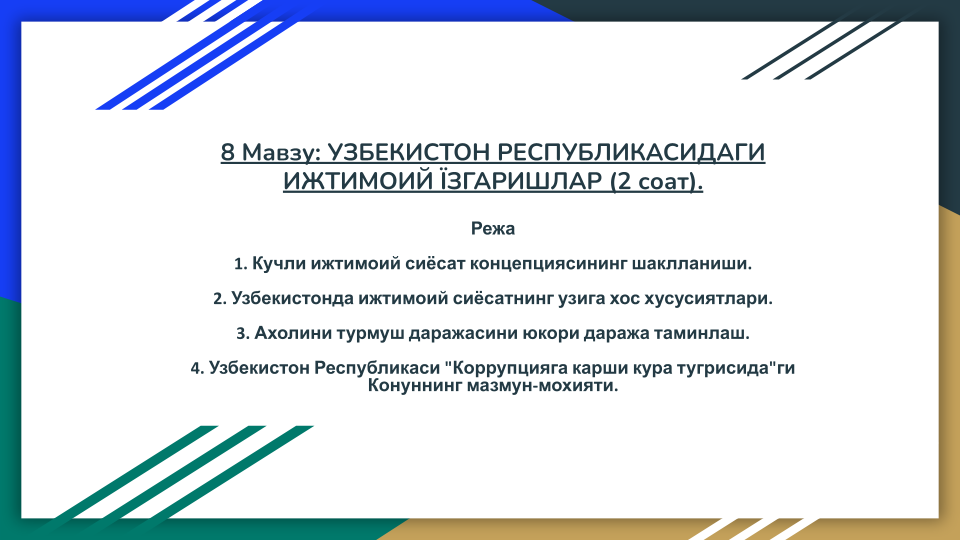 8 Мавзу: УЗБЕКИСТОН РЕСПУБЛИКАСИДАГИ
ИЖТИМОИЙ ЇЗГАРИШЛАР (2 соат).
Режа
1. Кучли ижтимоий сиёсат концепциясининг шаклланиши.
2. Узбекистонда ижтимоий сиёсатнинг узига хос хусусиятлари.
3. Ахолини турмуш даражасини юкори даража таминлаш.
4. Узбекистон Республикаси "Коррупцияга карши кура тугрисида"ги
Конуннинг мазмун-мохияти.